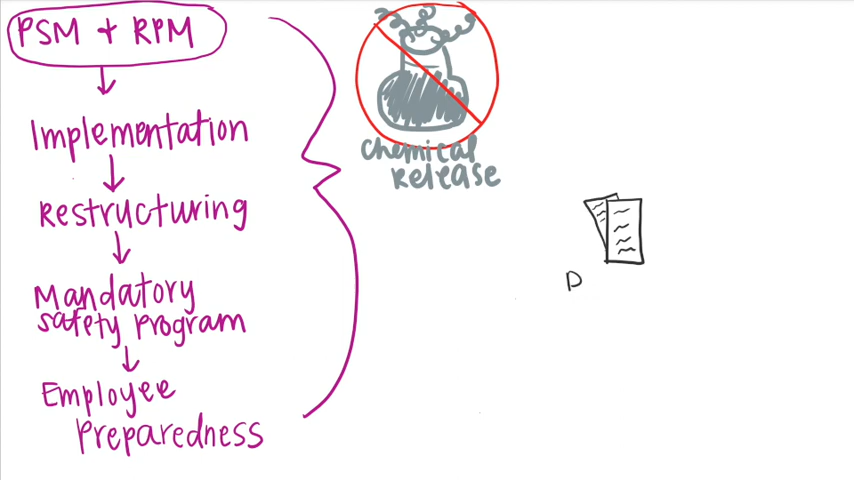 PSM + RPM
Implementation
Restructuring
Mandatory
safety Program
Employee
Preparedness
chemical
Release
D